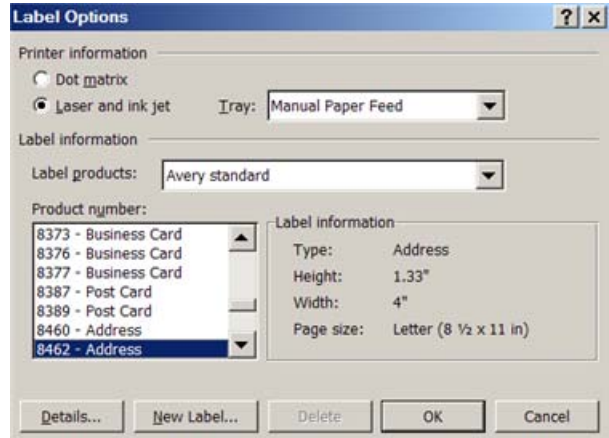 Label Options
Printer information
Dot matrix
Laser and ink jet Tray: Manual Paper Feed
Label information
Label products: Avery standard
Product number:
8373 - Business Card
8376 - Business Card
8377 - Business Card
8387 - Post Card
8389 - Post Card
8460 - Address
8462 - Address
Label information
Type: Address
Height: 1.33"
Width: 4"
Page size: Letter (8 ½ x 11 in)
Details... New Label... Delete OK Cancel